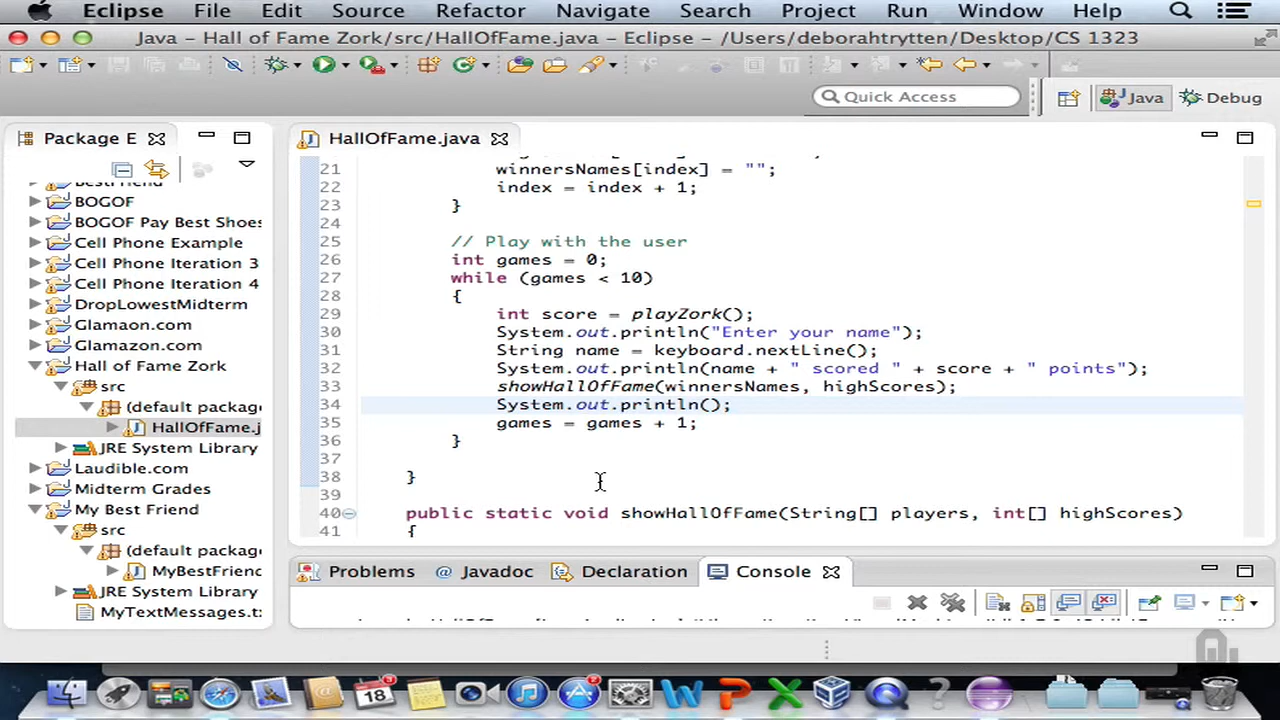 Eclipse File Edit Source Refactor Navigate Search Project Run Window Help
Java – Hall of Fame Zork/src/HallOfFame.java – Eclipse – /Users/deborahtrytten/Desktop/CS 1323
Quick Access
Java
Debug
Package E
HallOfFame.java
BestFriend
BOGOF
BOGOF Pay Best Shoes
Cell Phone Example
Cell Phone Iteration 3
Cell Phone Iteration 4
DropLowestMidterm
Glamaon.com
Glamazon.com
Hall of Fame Zork
src
(default package
HallOfFame.j
JRE System Library
Laudible.com
Midterm Grades
My Best Friend
src
(default package
MyBestFrienc
JRE System Library
MyTextMessages.tx
21 winnersNames[index] = "";
22 index = index + 1;
23 }
24
25 // Play with the user
26 int games = 0;
27 while (games < 10)
28 {
29 int score = playZork();
30 System.out.println("Enter your name");
31 String name = keyboard.nextLine();
32 System.out.println(name + " scored " + score + " points");
33 showHallOfFame(winnersNames, highScores);
34 System.out.println();
35 games = games + 1;
36 }
37
38 }
39
40 public static void showHallOfFame(String[] players, int[] highScores)
41 {
Problems @ Javadoc Declaration Console
18